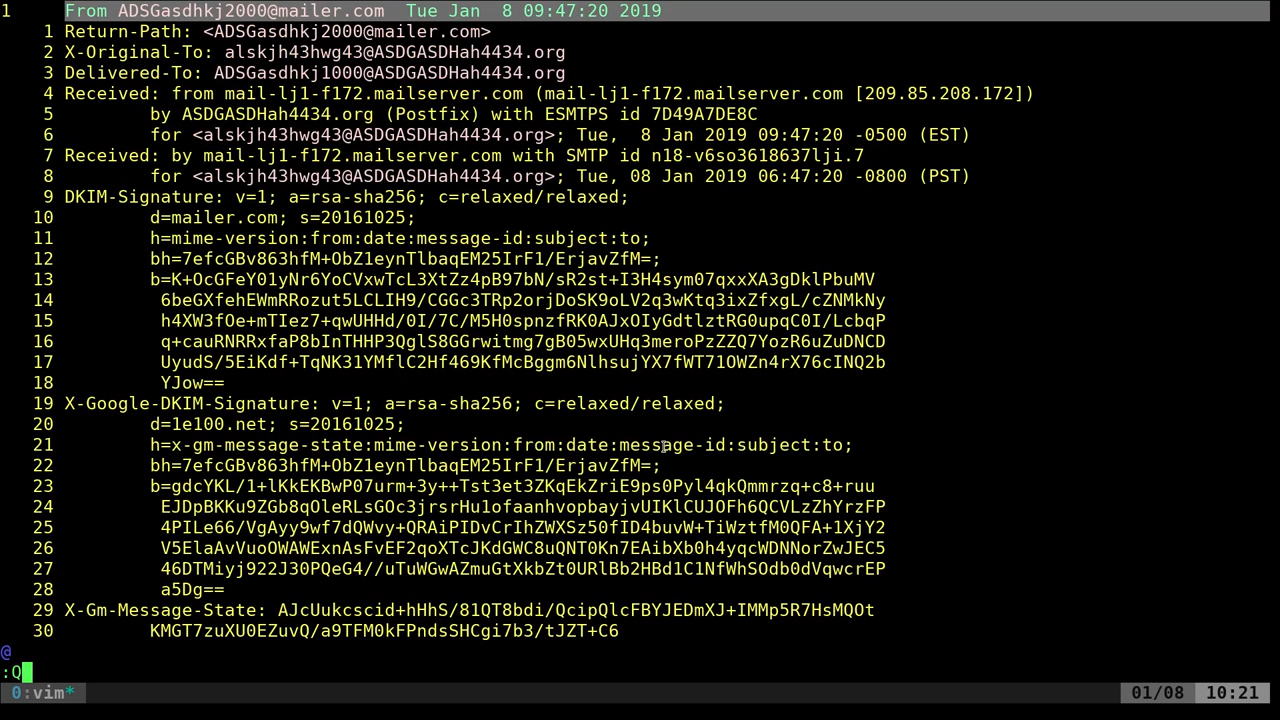 1 From ADSGasdhkj2000@mailer.com Tue Jan 8 09:47:20 2019
1 Return-Path: <ADSGasdhkj2000@mailer.com>
2 X-Original-To: alskjh43hwg43@ASDGASDHah4434.org
3 Delivered-To: ADSGasdhkj1000@ASDGASDHah4434.org
4 Received: from mail-lj1-f172.mailserver.com (mail-lj1-f172.mailserver.com [209.85.208.172])
5 by ASDGASDHah4434.org (Postfix) with ESMTPS id 7D49A7DE8C
6 for <alskjh43hwg43@ASDGASDHah4434.org>; Tue, 8 Jan 2019 09:47:20 -0500 (EST)
7 Received: by mail-lj1-f172.mailserver.com with SMTP id n18-v6so3618637lji.7
8 for <alskjh43hwg43@ASDGASDHah4434.org>; Tue, 08 Jan 2019 06:47:20 -0800 (PST)
9 DKIM-Signature: v=1; a=rsa-sha256; c=relaxed/relaxed;
10 d=mailer.com; s=20161025;
11 h=mime-version:from:date:message-id:subject:to;
12 bh=7efcGBv863hfM+ObZ1eynTlbaqEM25IrF1/ErjavZfM=;
13 b=K+OcGFeY01yNr6YoCVxwTcL3XtZz4pB97bN/sR2st+I3H4sym07qxxXA3gDklPbuMV
14 6beGXfehEWmRRozut5LCLIH9/CGGc3TRp2orjDoSK9oLV2q3wKtq3ixZfxgL/cZNMkNy
15 h4XW3fOe+mTIez7+qwUHHd/0I/7C/M5H0spnzfRK0AJxOIyGdtlztRG0upqC0I/LcbqP
16 q+cauRNRRxfaP8bInTHHP3QglS8GGrwitmg7gB05wxUHq3meroPzZZQ7YozR6uZuDNCD
17 UyudS/5EiKdf+TqNK31YMflC2Hf469KfMcBggm6NlhsujYX7fWT71OWZn4rX76cINQ2b
18 YJow==
19 X-Google-DKIM-Signature: v=1; a=rsa-sha256; c=relaxed/relaxed;
20 d=1e100.net; s=20161025;
21 h=x-gm-message-state:mime-version:from:date:message-id:subject:to;
22 bh=7efcGBv863hfM+ObZ1eynTlbaqEM25IrF1/ErjavZfM=;
23 b=gdcYKL/1+lKkEKBwP07urm+3y++Tst3et3ZKqEkZriE9ps0Pyl4qkQmmrzq+c8+ruu
24 EJDpBKKu9ZGb8qOleRLsGOc3jrsrHu1ofaanhvopbayjvUIKlCUJOFh6QCVLzZhYrzFP
25 4PILe66/VgAyy9wf7dQWvy+QRAiPIDvCrIhZWXSz50fID4buvW+TiWztfM0QFA+1XjY2
26 V5ElaAvVuoOWAWExnAsFvEF2qoXTcJKdGWC8uQNT0Kn7EAibXb0h4yqcWDNNorZwJEC5
27 46DTMiyj922J30PQeG4//uTuWGwAZmuGtXkbZt0URlBb2HBd1C1NfWhSOdb0dVqwcrEP
28 a5Dg==
29 X-Gm-Message-State: AJcUukcscid+hHhS/81QT8bdi/QcipQlcFBYJEDmXJ+IMMp5R7HsMQOt
30 KMGT7zuXU0EZuvQ/a9TFM0kFPndsSHCgi7b3/tJZT+C6
@
:Q
0:vim* 01/08 10:21